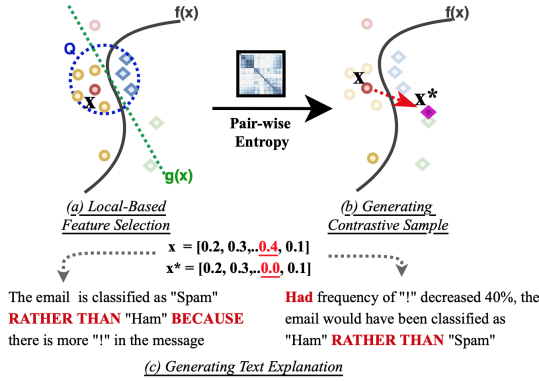 f(x)
f(x)
Q
x
x
x*
Pair-wise
Entropy
g(x)
(a) Local-Based
Feature Selection
(b) Generating
Contrastive Sample
x = [0.2, 0.3,..0.4, 0.1]
x* = [0.2, 0.3,...0.0, 0.1]
The email is classified as "Spam"
RATHER THAN "Ham" BECAUSE
there is more "!" in the message
Had frequency of "!" decreased 40%, the
email would have been classified as
"Ham" RATHER THAN "Spam"
(c) Generating Text Explanation